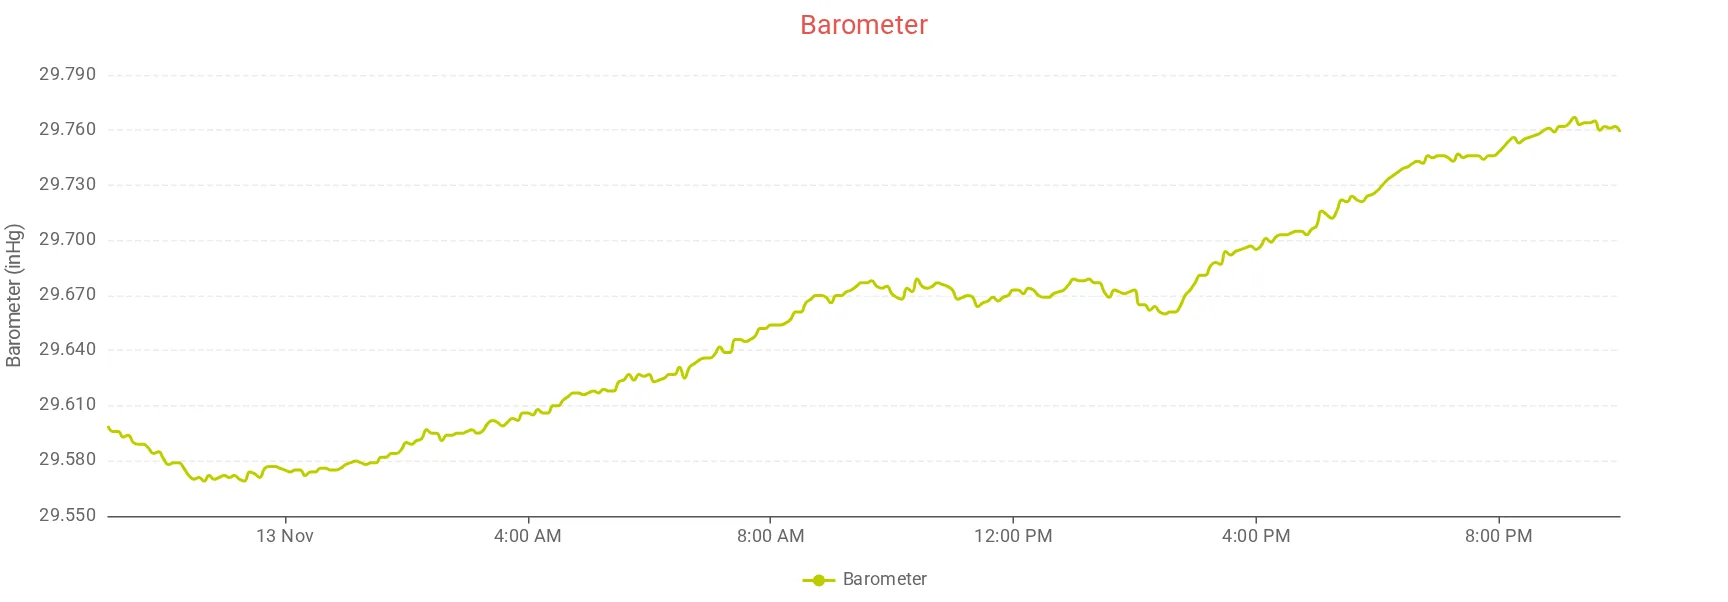 Barometer
29.790
29.760
29.730
29.700
29.670
29.640
29.610
29.580
29.550
Barometer (inHg)
13 Nov
4:00 AM
8:00 AM
12:00 PM
4:00 PM
8:00 PM
Barometer